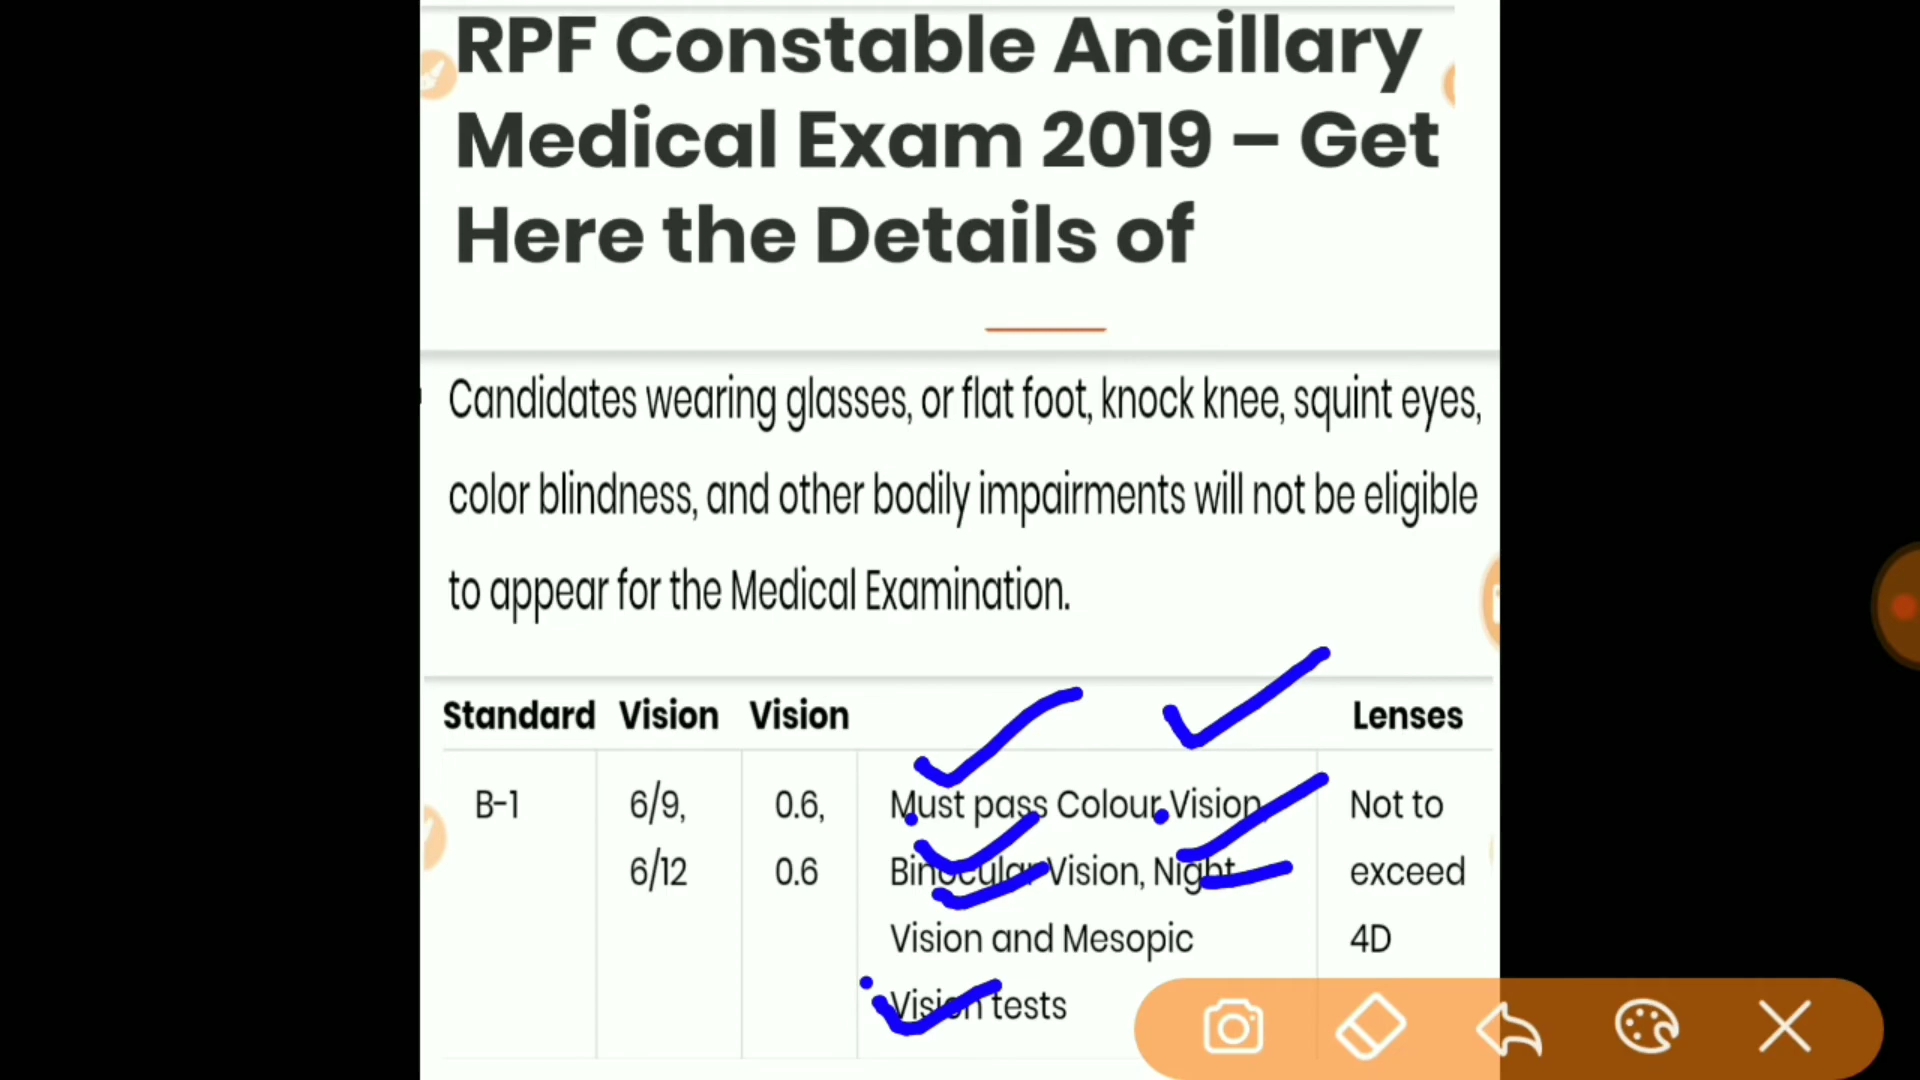 RPF Constable Ancillary
Medical Exam 2019 – Get
Here the Details of
Candidates wearing glasses, or flat foot, knock knee, squint eyes,
color blindness, and other bodily impairments will not be eligible
to appear for the Medical Examination.
Standard Vision Vision Lenses
B-1 6/9, 0.6, Must pass Colour Vision, Not to
6/12 0.6 Binocular Vision, Night exceed
Vision and Mesopic 4D
Vision tests